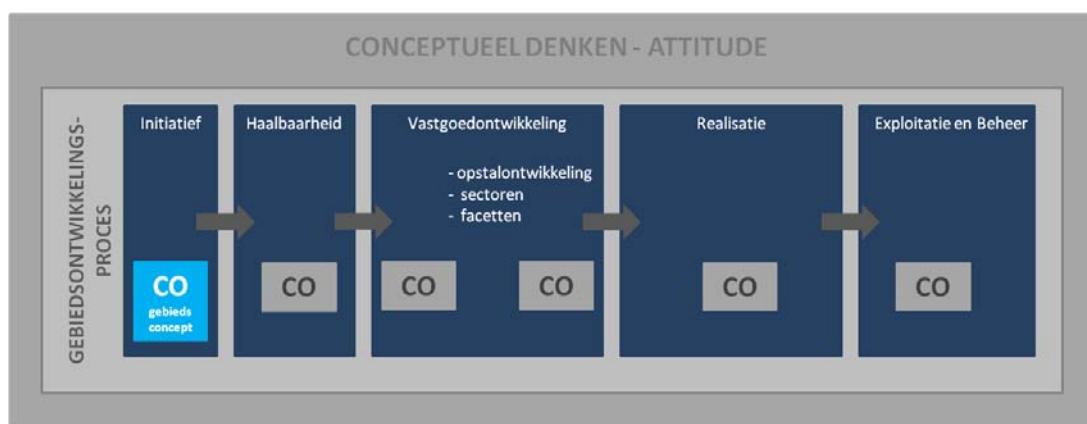 CONCEPTUEEL DENKEN - ATTITUDE
GEBIEDSONTWIKKELINGS-
PROCES
Initiatief
CO
gebieds
concept
Haalbaarheid
CO
Vastgoedontwikkeling
- opstalontwikkeling
- sectoren
- facetten
CO
CO
Realisatie
CO
Exploitatie en Beheer
CO